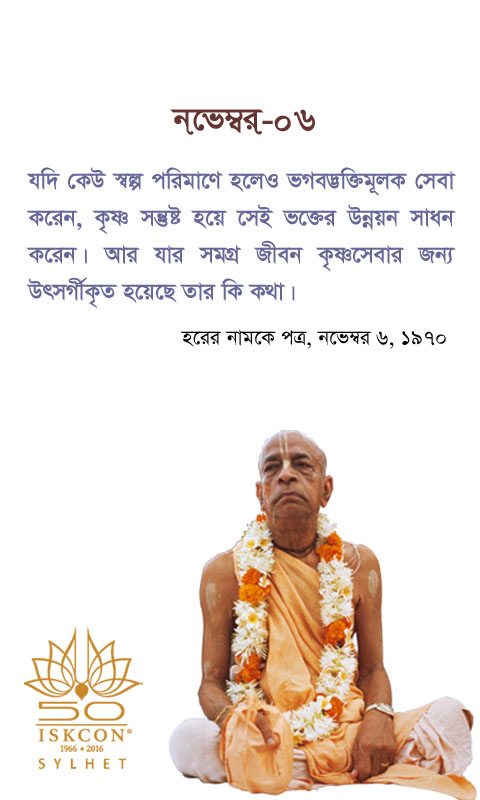 নভেম্বর-০৬
যদি কেউ স্বল্প পরিমাণে হলেও ভগবদ্ভক্তিমূলক সেবা
করেন, কৃষ্ণ সন্তুষ্ট হয়ে সেই ভক্তের উন্নয়ন সাধন
করেন। আর যার সমগ্র জীবন কৃষ্ণসেবার জন্য
উৎসর্গীকৃত হয়েছে তার কি কথা।
হরের নামকে পত্র, নভেম্বর ৬, ১৯৭০
50
ISKCON®
1966 • 2016
SYLHET